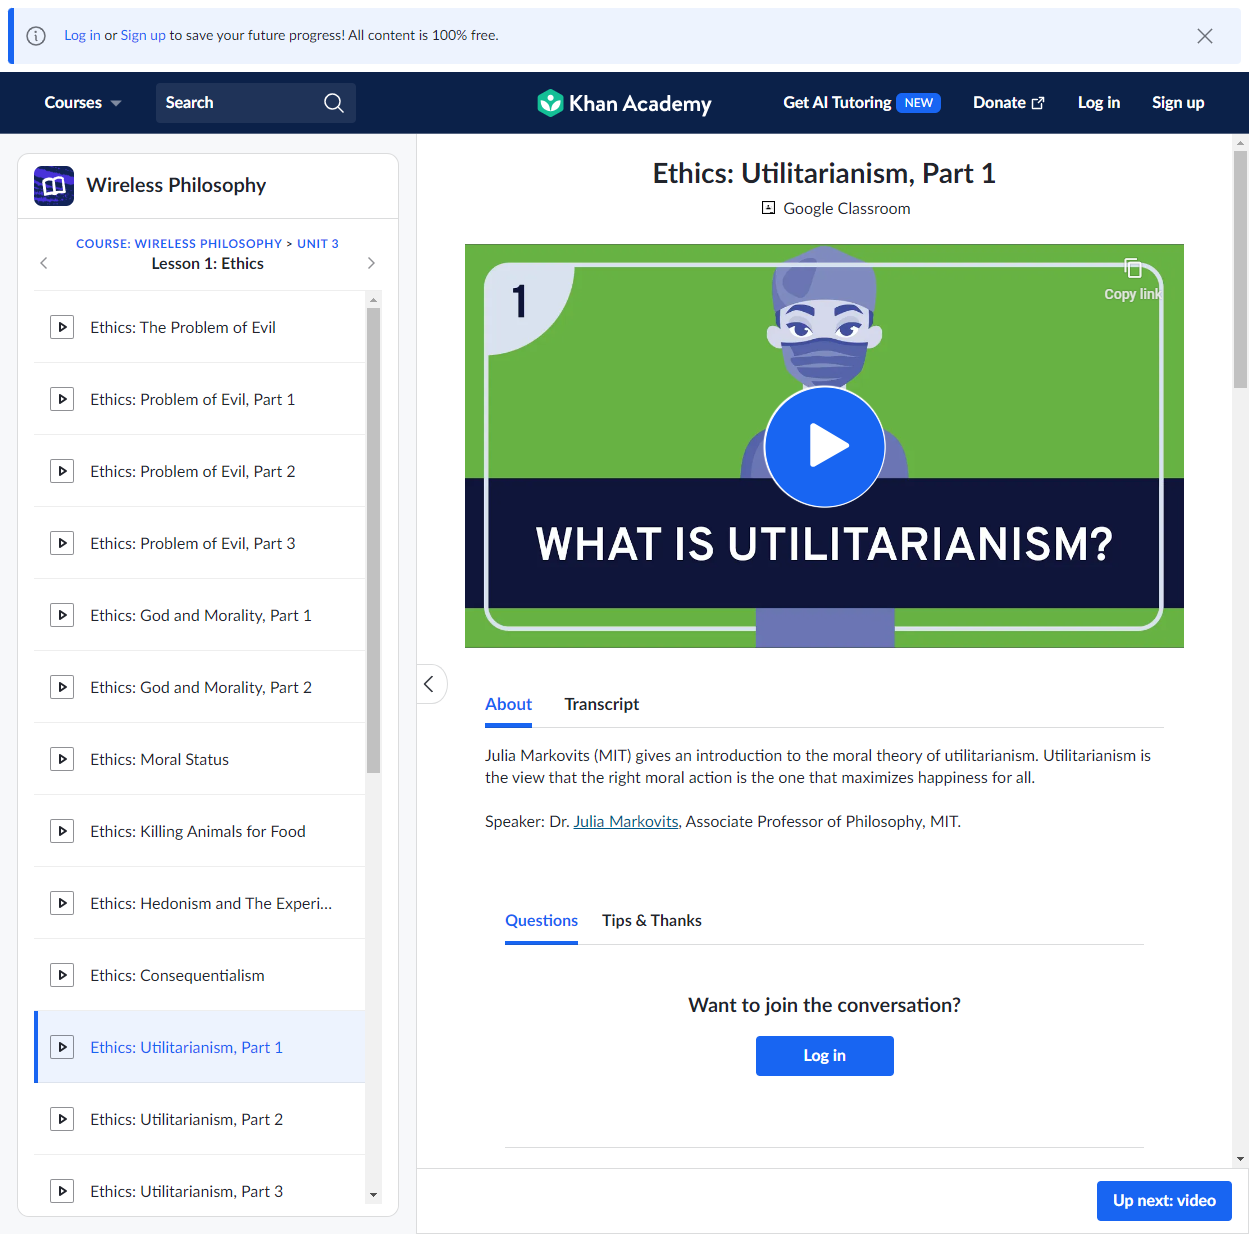 Log in or Sign up to save your future progress! All content is 100% free.
Courses
Search
Khan Academy
Get AI Tutoring NEW
Donate
Log in
Sign up
Wireless Philosophy
COURSE: WIRELESS PHILOSOPHY > UNIT 3
Lesson 1: Ethics
Ethics: The Problem of Evil
Ethics: Problem of Evil, Part 1
Ethics: Problem of Evil, Part 2
Ethics: Problem of Evil, Part 3
Ethics: God and Morality, Part 1
Ethics: God and Morality, Part 2
Ethics: Moral Status
Ethics: Killing Animals for Food
Ethics: Hedonism and The Experi...
Ethics: Consequentialism
Ethics: Utilitarianism, Part 1
Ethics: Utilitarianism, Part 2
Ethics: Utilitarianism, Part 3
Ethics: Utilitarianism, Part 1
Google Classroom
1
Copy link
WHAT IS UTILITARIANISM?
About
Transcript
Julia Markovits (MIT) gives an introduction to the moral theory of utilitarianism. Utilitarianism is
the view that the right moral action is the one that maximizes happiness for all.
Speaker: Dr. Julia Markovits, Associate Professor of Philosophy, MIT.
Questions
Tips & Thanks
Want to join the conversation?
Log in
Up next: video